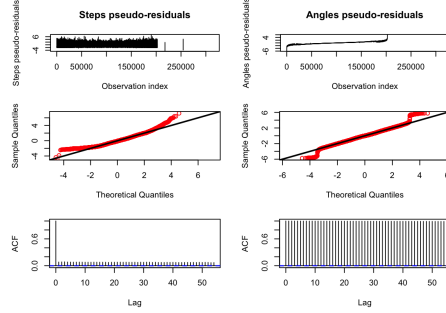 Steps pseudo-residuals
Angles pseudo-residuals
Steps pseudo-residuals
-4 6
0 50000 150000 250000
Observation index
Angles pseudo-residuals
-6 4
0 50000 150000 250000
Observation index
Sample Quantiles
-4 0 4
-6 -4 -2 0 2 4 6
Theoretical Quantiles
Sample Quantiles
-6 -2 2 6
-6 -4 -2 0 2 4 6
Theoretical Quantiles
ACF
0.0 0.6
0 10 20 30 40 50
Lag
ACF
0.0 0.6
0 10 20 30 40 50
Lag